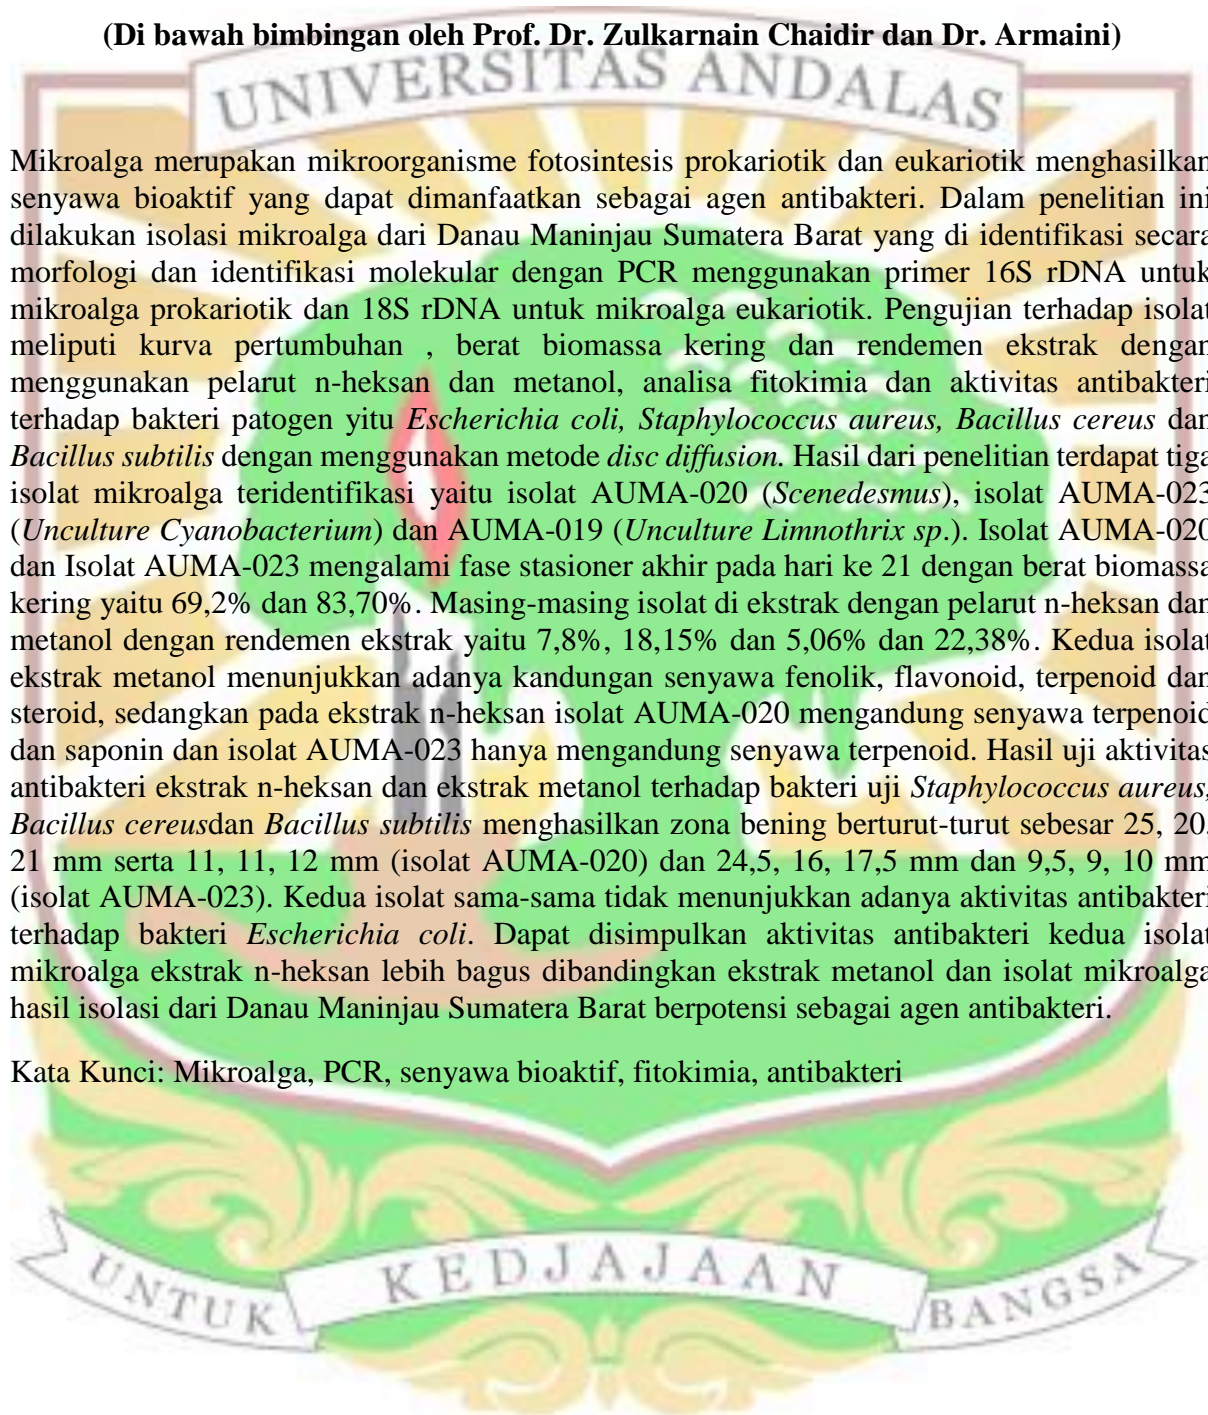 (Di bawah bimbingan oleh Prof. Dr. Zulkarnain Chaidir dan Dr. Armaini)
UNIVERSITAS ANDALAS
Mikroalga merupakan mikroorganisme fotosintesis prokariotik dan eukariotik menghasilkan
senyawa bioaktif yang dapat dimanfaatkan sebagai agen antibakteri. Dalam penelitian ini
dilakukan isolasi mikroalga dari Danau Maninjau Sumatera Barat yang di identifikasi secara
morfologi dan identifikasi molekular dengan PCR menggunakan primer 16S rDNA untuk
mikroalga prokariotik dan 18S rDNA untuk mikroalga eukariotik. Pengujian terhadap isolat
meliputi kurva pertumbuhan , berat biomassa kering dan rendemen ekstrak dengan
menggunakan pelarut n-heksan dan metanol, analisa fitokimia dan aktivitas antibakteri
terhadap bakteri patogen yitu Escherichia coli, Staphylococcus aureus, Bacillus cereus dan
Bacillus subtilis dengan menggunakan metode disc diffusion. Hasil dari penelitian terdapat tiga
isolat mikroalga teridentifikasi yaitu isolat AUMA-020 (Scenedesmus), isolat AUMA-023
(Unculture Cyanobacterium) dan AUMA-019 (Unculture Limnothrix sp.). Isolat AUMA-020
dan Isolat AUMA-023 mengalami fase stasioner akhir pada hari ke 21 dengan berat biomassa
kering yaitu 69,2% dan 83,70%. Masing-masing isolat di ekstrak dengan pelarut n-heksan dan
metanol dengan rendemen ekstrak yaitu 7,8%, 18,15% dan 5,06% dan 22,38%. Kedua isolat
ekstrak metanol menunjukkan adanya kandungan senyawa fenolik, flavonoid, terpenoid dan
steroid, sedangkan pada ekstrak n-heksan isolat AUMA-020 mengandung senyawa terpenoid
dan saponin dan isolat AUMA-023 hanya mengandung senyawa terpenoid. Hasil uji aktivitas
antibakteri ekstrak n-heksan dan ekstrak metanol terhadap bakteri uji Staphylococcus aureus,
Bacillus cereusdan Bacillus subtilis menghasilkan zona bening berturut-turut sebesar 25, 20,
21 mm serta 11, 11, 12 mm (isolat AUMA-020) dan 24,5, 16, 17,5 mm dan 9,5, 9, 10 mm
(isolat AUMA-023). Kedua isolat sama-sama tidak menunjukkan adanya aktivitas antibakteri
terhadap bakteri Escherichia coli. Dapat disimpulkan aktivitas antibakteri kedua isolat
mikroalga ekstrak n-heksan lebih bagus dibandingkan ekstrak metanol dan isolat mikroalga
hasil isolasi dari Danau Maninjau Sumatera Barat berpotensi sebagai agen antibakteri.
Kata Kunci: Mikroalga, PCR, senyawa bioaktif, fitokimia, antibakteri
UNTUK KEDJAJAAN BANGSA